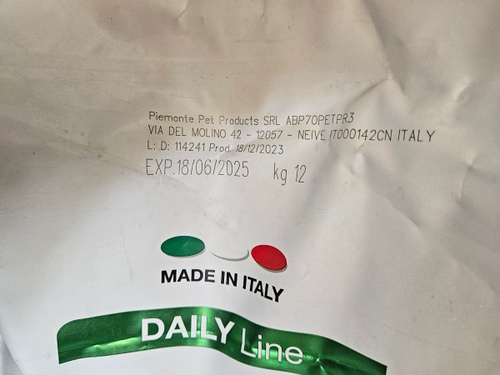 Piemonte Pet Products SRL ABP70PETPR3
VIA DEL MOLINO 42 - 12057 - NEIVE IT000142CN ITALY
L: D: 114241 Prod. 18/12/2023
EXP.18/06/2025 kg 12
MADE IN ITALY
DAILY Line